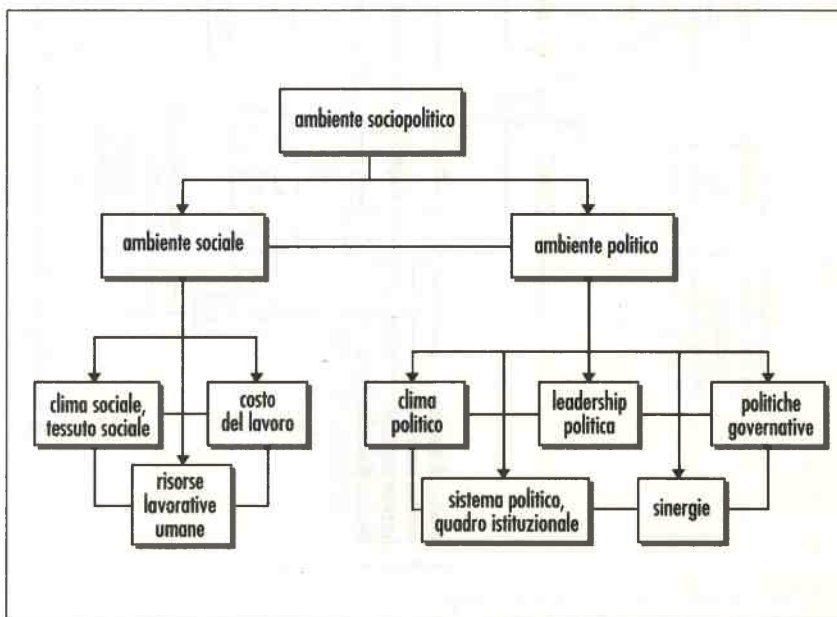 ambiente sociopolitico
ambiente sociale
ambiente politico
clima sociale,
tessuto sociale
costo
del lavoro
risorse
lavorative
umane
clima
politico
leadership
politica
politiche
governative
sistema politico,
quadro istituzionale
sinergie